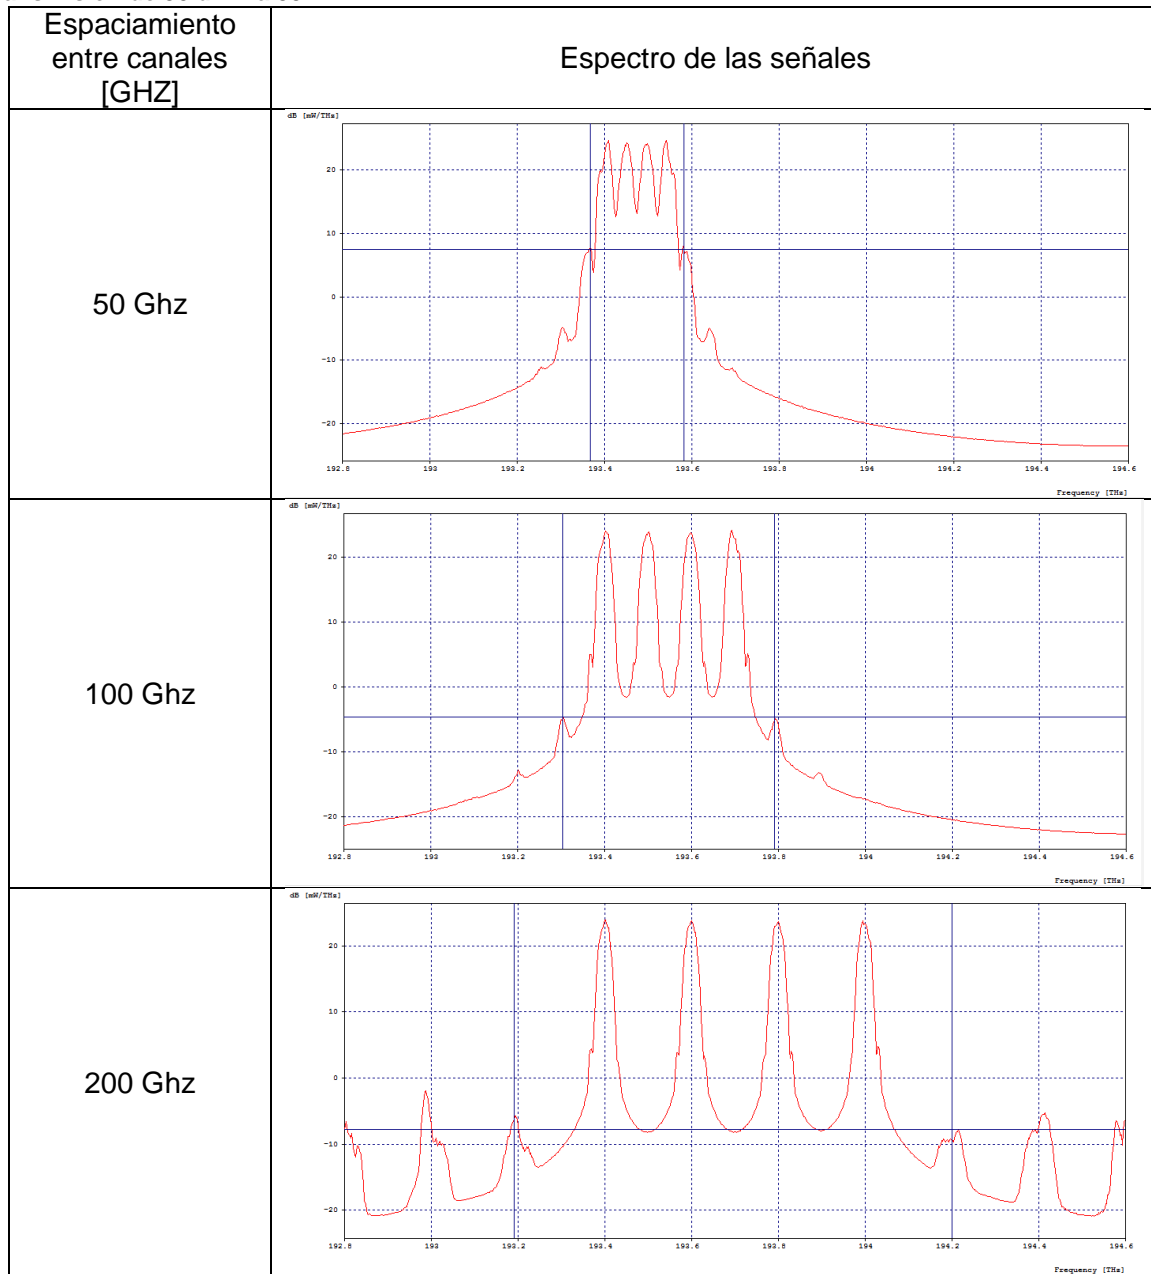 Espaciamiento
entre canales
[GHZ]
Espectro de las señales
50 Ghz
dB [mW/THz]
20
10
0
-10
-20
192.8 193 193.2 193.4 193.6 193.8 194 194.2 194.4 194.6
Frequency [THz]
100 Ghz
dB [mW/THz]
20
10
0
-10
-20
192.8 193 193.2 193.4 193.6 193.8 194 194.2 194.4 194.6
Frequency [THz]
200 Ghz
dB [mW/THz]
20
10
0
-10
-20
192.8 193 193.2 193.4 193.6 193.8 194 194.2 194.4 194.6
Frequency [THz]